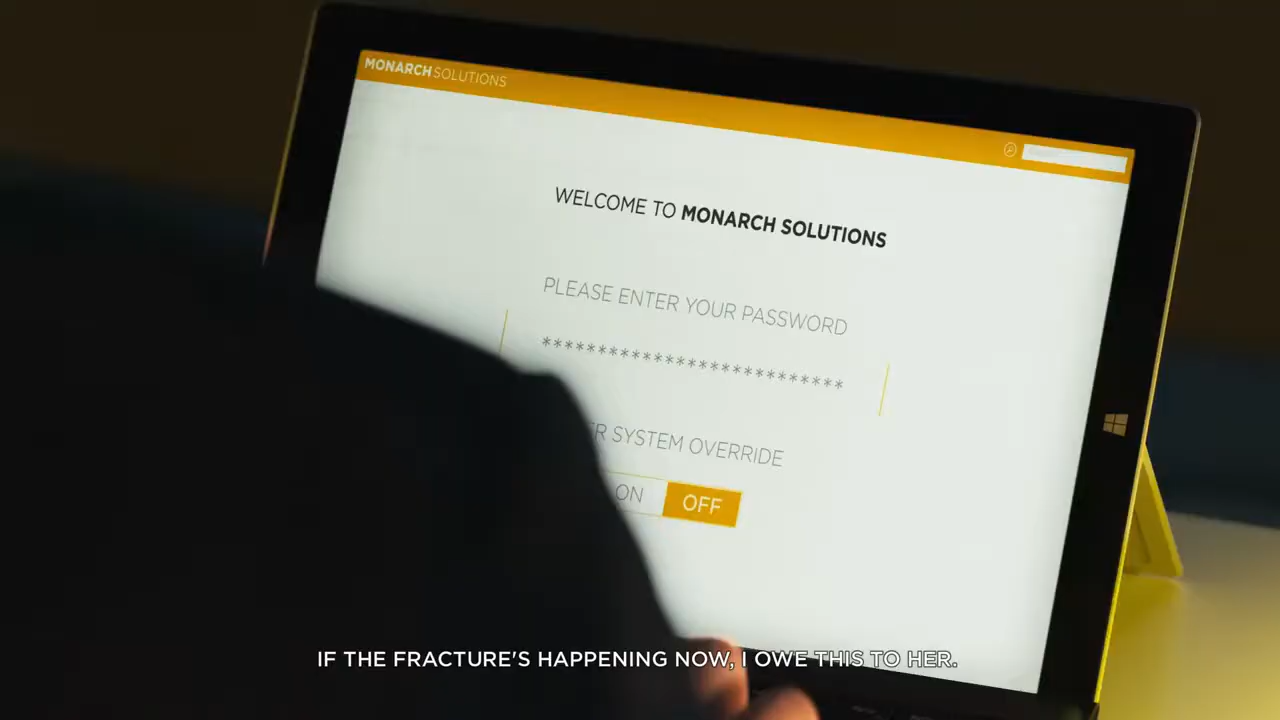 MONARCH SOLUTIONS
WELCOME TO MONARCH SOLUTIONS
PLEASE ENTER YOUR PASSWORD
***************************
SYSTEM OVERRIDE
ON OFF
IF THE FRACTURE'S HAPPENING NOW, I OWE THIS TO HER.